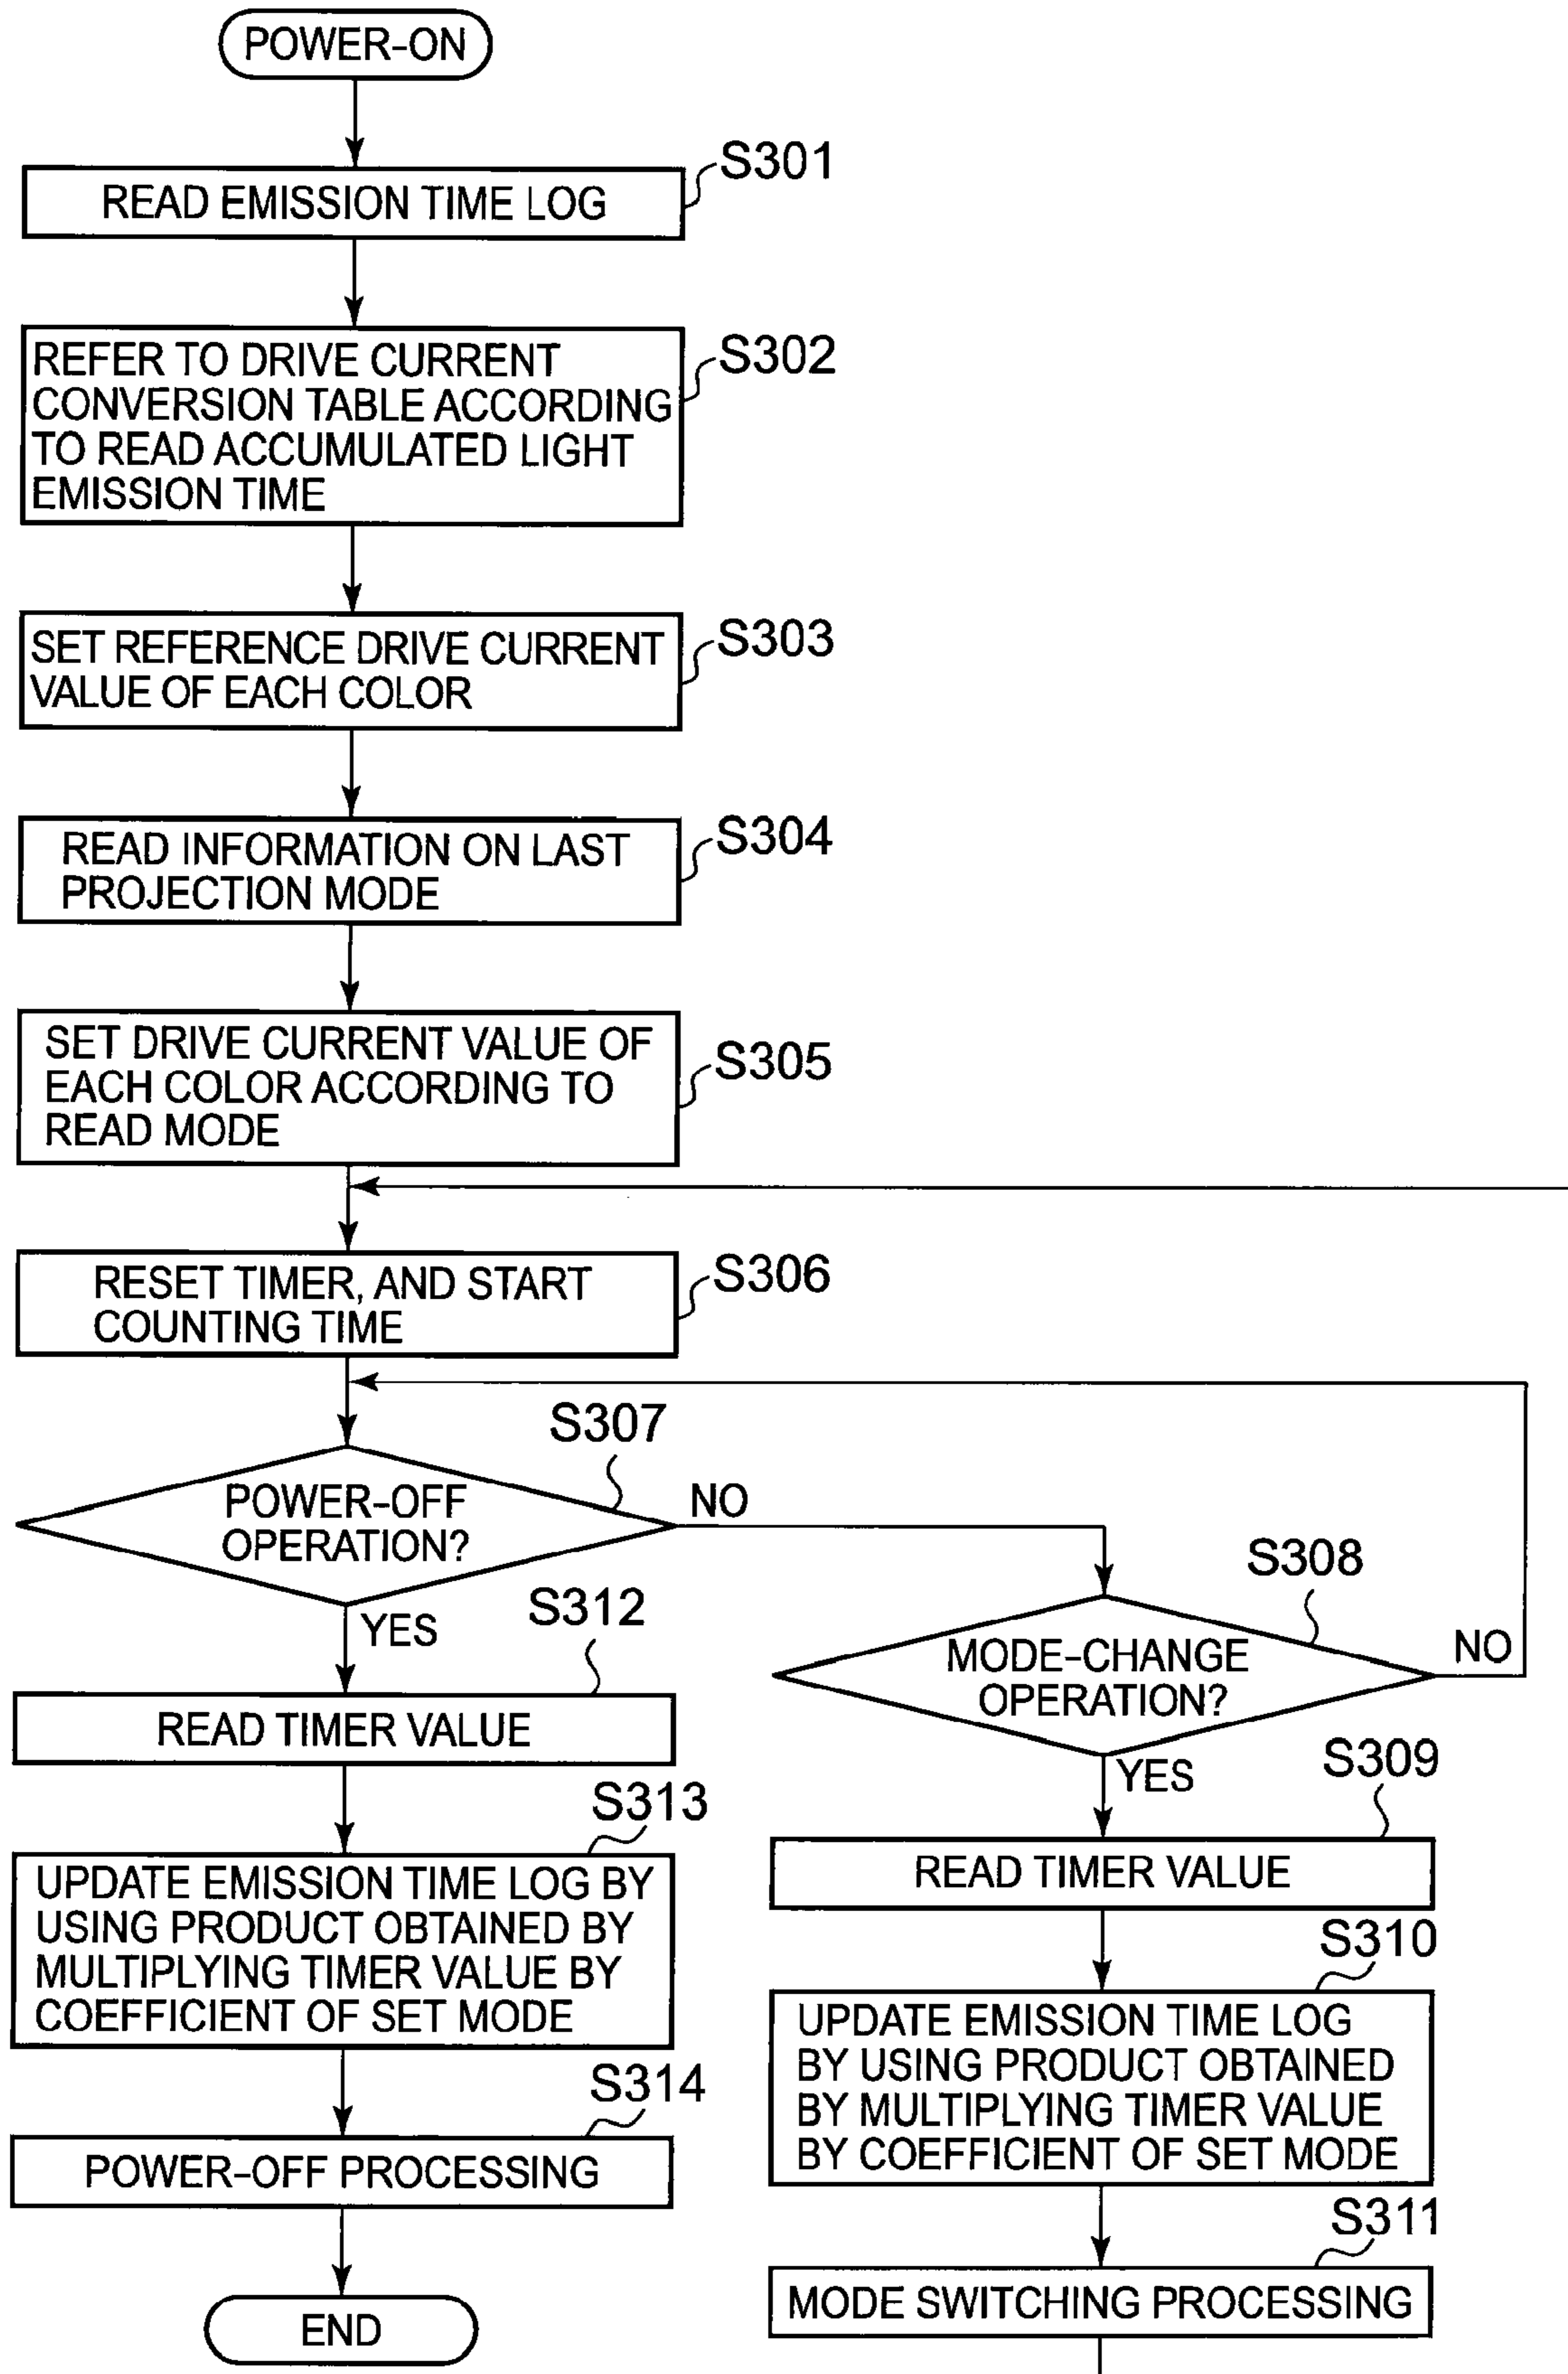 POWER-ON
S301
READ EMISSION TIME LOG
S302
REFER TO DRIVE CURRENT
CONVERSION TABLE ACCORDING
TO READ ACCUMULATED LIGHT
EMISSION TIME
S303
SET REFERENCE DRIVE CURRENT
VALUE OF EACH COLOR
S304
READ INFORMATION ON LAST
PROJECTION MODE
S305
SET DRIVE CURRENT VALUE OF
EACH COLOR ACCORDING TO
READ MODE
S306
RESET TIMER, AND START
COUNTING TIME
S307
POWER-OFF
OPERATION?
NO
YES
S308
MODE-CHANGE
OPERATION?
NO
YES
S312
READ TIMER VALUE
S313
UPDATE EMISSION TIME LOG BY
USING PRODUCT OBTAINED BY
MULTIPLYING TIMER VALUE BY
COEFFICIENT OF SET MODE
S314
POWER-OFF PROCESSING
END
S309
READ TIMER VALUE
S310
UPDATE EMISSION TIME LOG
BY USING PRODUCT OBTAINED
BY MULTIPLYING TIMER VALUE
BY COEFFICIENT OF SET MODE
S311
MODE SWITCHING PROCESSING